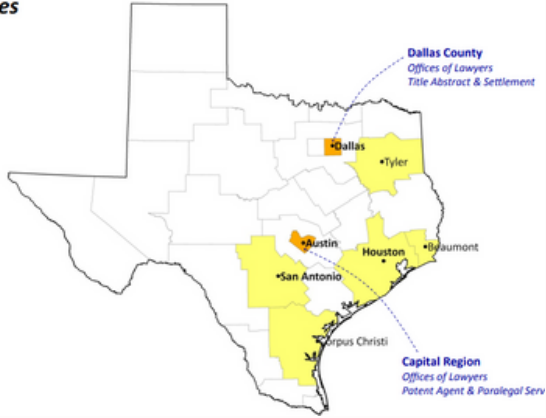 es
Dallas County
Offices of Lawyers
Title Abstract & Settlement
Dallas
Tyler
Austin
Houston
Beaumont
San Antonio
orpus Christi
Capital Region
Offices of Lawyers
Patent Agent & Paralegal Serv